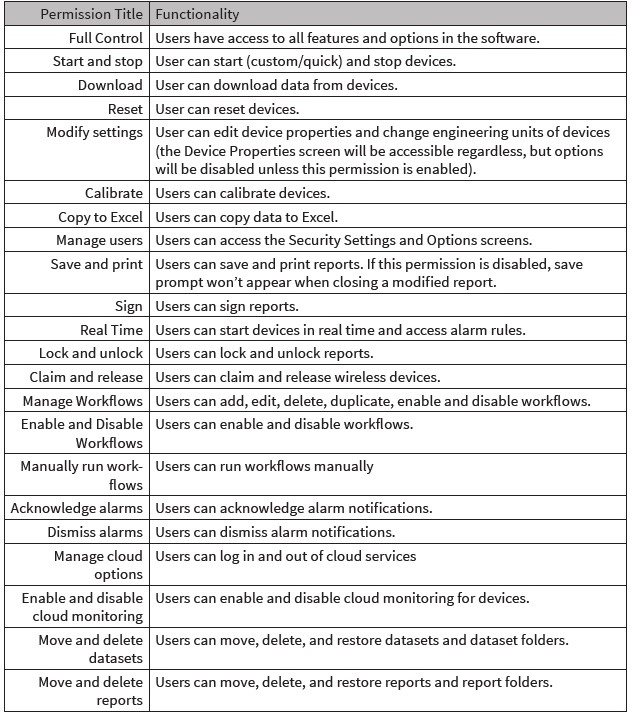 Permission Title Functionality
Full Control Users have access to all features and options in the software.
Start and stop User can start (custom/quick) and stop devices.
Download User can download data from devices.
Reset User can reset devices.
Modify settings User can edit device properties and change engineering units of devices
(the Device Properties screen will be accessible regardless, but options
will be disabled unless this permission is enabled).
Calibrate Users can calibrate devices.
Copy to Excel Users can copy data to Excel.
Manage users Users can access the Security Settings and Options screens.
Save and print Users can save and print reports. If this permission is disabled, save
prompt won’t appear when closing a modified report.
Sign Users can sign reports.
Real Time Users can start devices in real time and access alarm rules.
Lock and unlock Users can lock and unlock reports.
Claim and release Users can claim and release wireless devices.
Manage Workflows Users can add, edit, delete, duplicate, enable and disable workflows.
Enable and Disable Users can enable and disable workflows.
Workflows
Manually run work- Users can run workflows manually
flows
Acknowledge alarms Users can acknowledge alarm notifications.
Dismiss alarms Users can dismiss alarm notifications.
Manage cloud Users can log in and out of cloud services
options
Enable and disable Users can enable and disable cloud monitoring for devices.
cloud monitoring
Move and delete Users can move, delete, and restore datasets and dataset folders.
datasets
Move and delete Users can move, delete, and restore reports and report folders.
reports